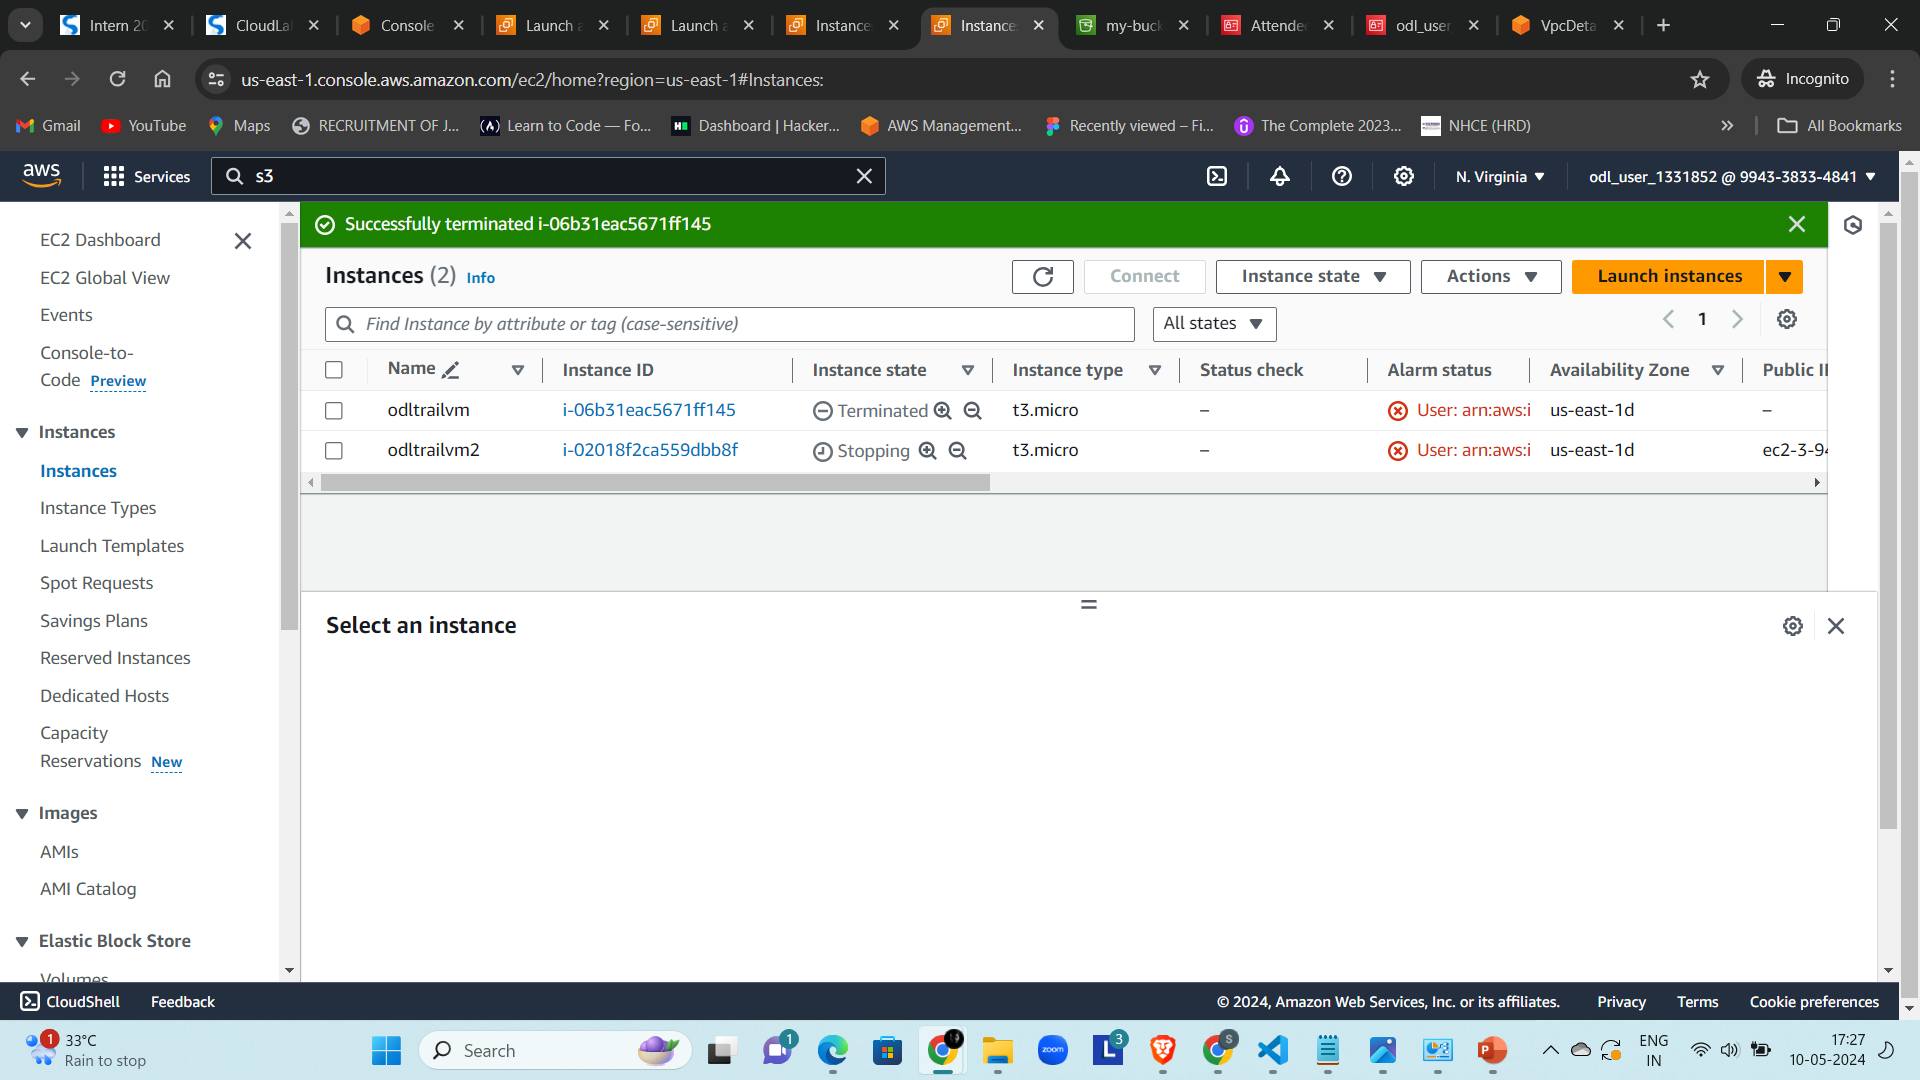 Intern 20
CloudLa
Console
Launch a
Launch a
Instance
Instance
my-buck
Attende
odl_user
VpcDeta
us-east-1.console.aws.amazon.com/ec2/home?region=us-east-1#Instances:
Incognito
Gmail
YouTube
Maps
RECRUITMENT OF J...
Learn to Code — Fo...
Dashboard | Hacker...
AWS Management...
Recently viewed – Fi...
The Complete 2023...
NHCE (HRD)
All Bookmarks
aws
Services
s3
N. Virginia
odl_user_1331852 @ 9943-3833-4841
EC2 Dashboard
EC2 Global View
Events
Console-to-
Code Preview
Instances
Instances
Instance Types
Launch Templates
Spot Requests
Savings Plans
Reserved Instances
Dedicated Hosts
Capacity
Reservations New
Images
AMIs
AMI Catalog
Elastic Block Store
Volumes
Successfully terminated i-06b31eac5671ff145
Instances (2) Info
Connect
Instance state
Actions
Launch instances
Find Instance by attribute or tag (case-sensitive)
All states
1
Name Instance ID Instance state Instance type Status check Alarm status Availability Zone Public I
odltrailvm i-06b31eac5671ff145 Terminated t3.micro – User: arn:aws:i us-east-1d –
odltrailvm2 i-02018f2ca559dbb8f Stopping t3.micro – User: arn:aws:i us-east-1d ec2-3-94
Select an instance
CloudShell
Feedback
© 2024, Amazon Web Services, Inc. or its affiliates.
Privacy
Terms
Cookie preferences
1
33°C
Rain to stop
Search
1
zoom
L
3
S
P
ENG
IN
17:27
10-05-2024